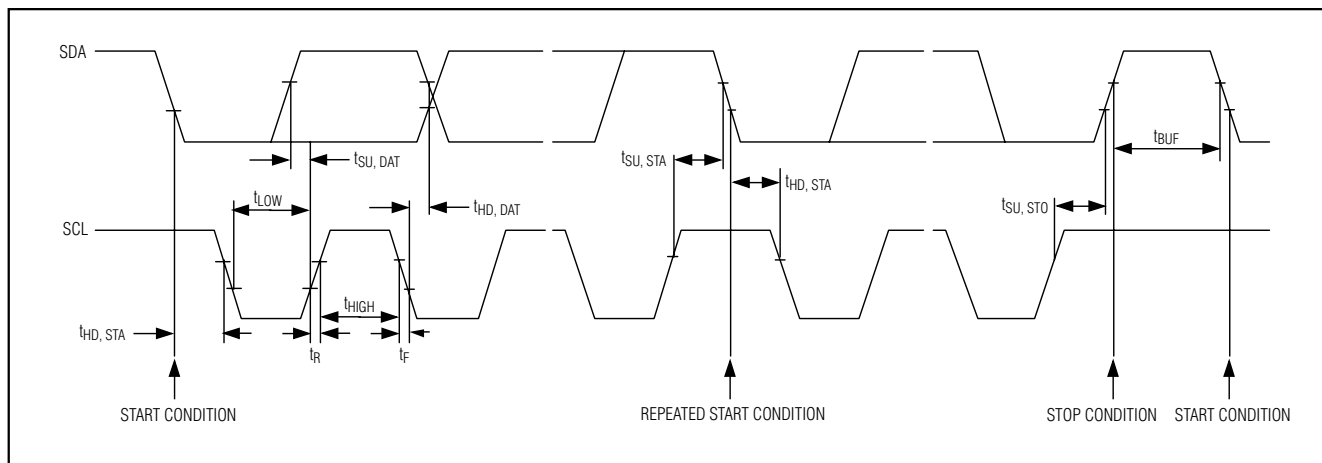 SDA
tSU, DAT
tSU, STA
tBUF
tLOW
tHD, STA
tHD, DAT
tSU, STO
SCL
tHIGH
tHD, STA
tR
tF
START CONDITION
REPEATED START CONDITION
STOP CONDITION
START CONDITION